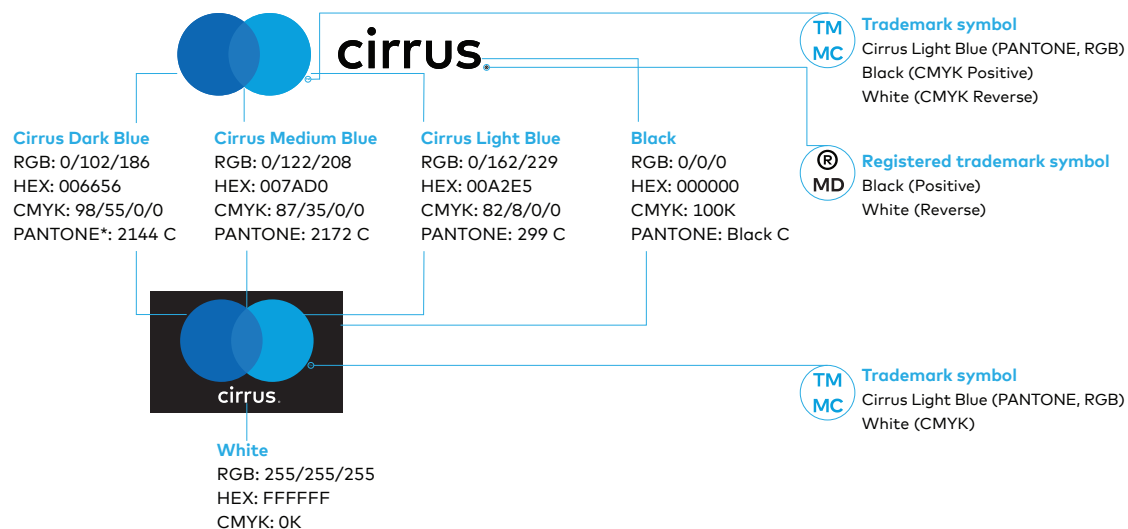 cirrus
TM
MC
Trademark symbol
Cirrus Light Blue (PANTONE, RGB)
Black (CMYK Positive)
White (CMYK Reverse)
Cirrus Dark Blue
RGB: 0/102/186
HEX: 006656
CMYK: 98/55/0/0
PANTONE*: 2144 C
Cirrus Medium Blue
RGB: 0/122/208
HEX: 007AD0
CMYK: 87/35/0/0
PANTONE: 2172 C
Cirrus Light Blue
RGB: 0/162/229
HEX: 00A2E5
CMYK: 82/8/0/0
PANTONE: 299 C
Black
RGB: 0/0/0
HEX: 000000
CMYK: 100K
PANTONE: Black C
®
MD
Registered trademark symbol
Black (Positive)
White (Reverse)
cirrus.
TM
MC
Trademark symbol
Cirrus Light Blue (PANTONE, RGB)
White (CMYK)
White
RGB: 255/255/255
HEX: FFFFFF
CMYK: 0K